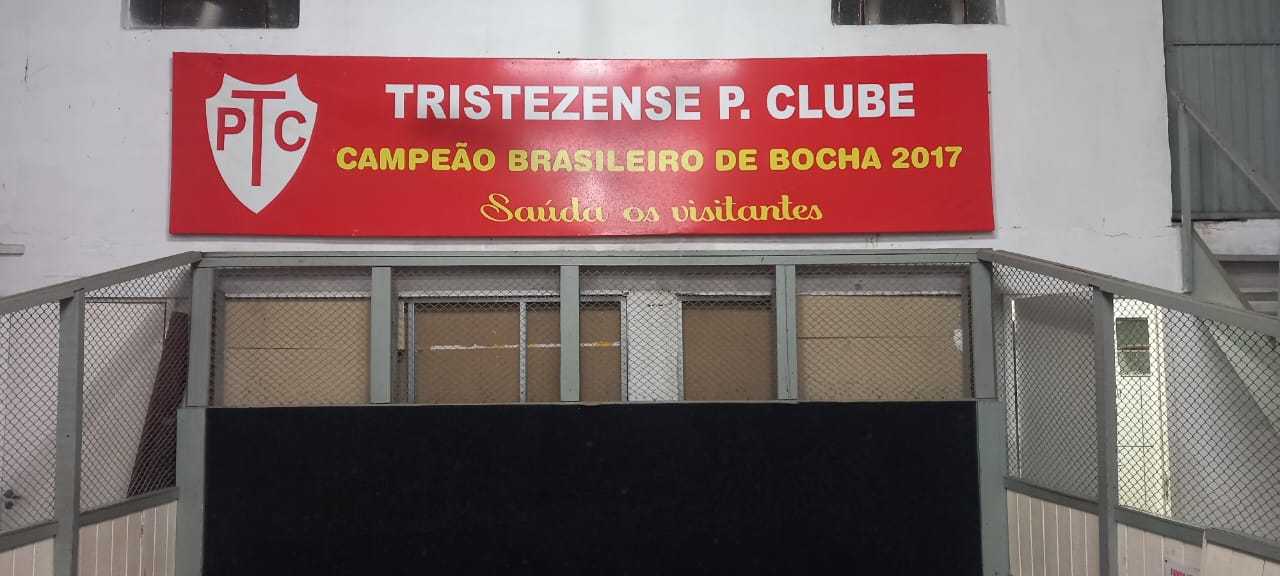 PTC
TRISTEZENSE P. CLUBE
CAMPEÃO BRASILEIRO DE BOCHA 2017
Saúda os visitantes